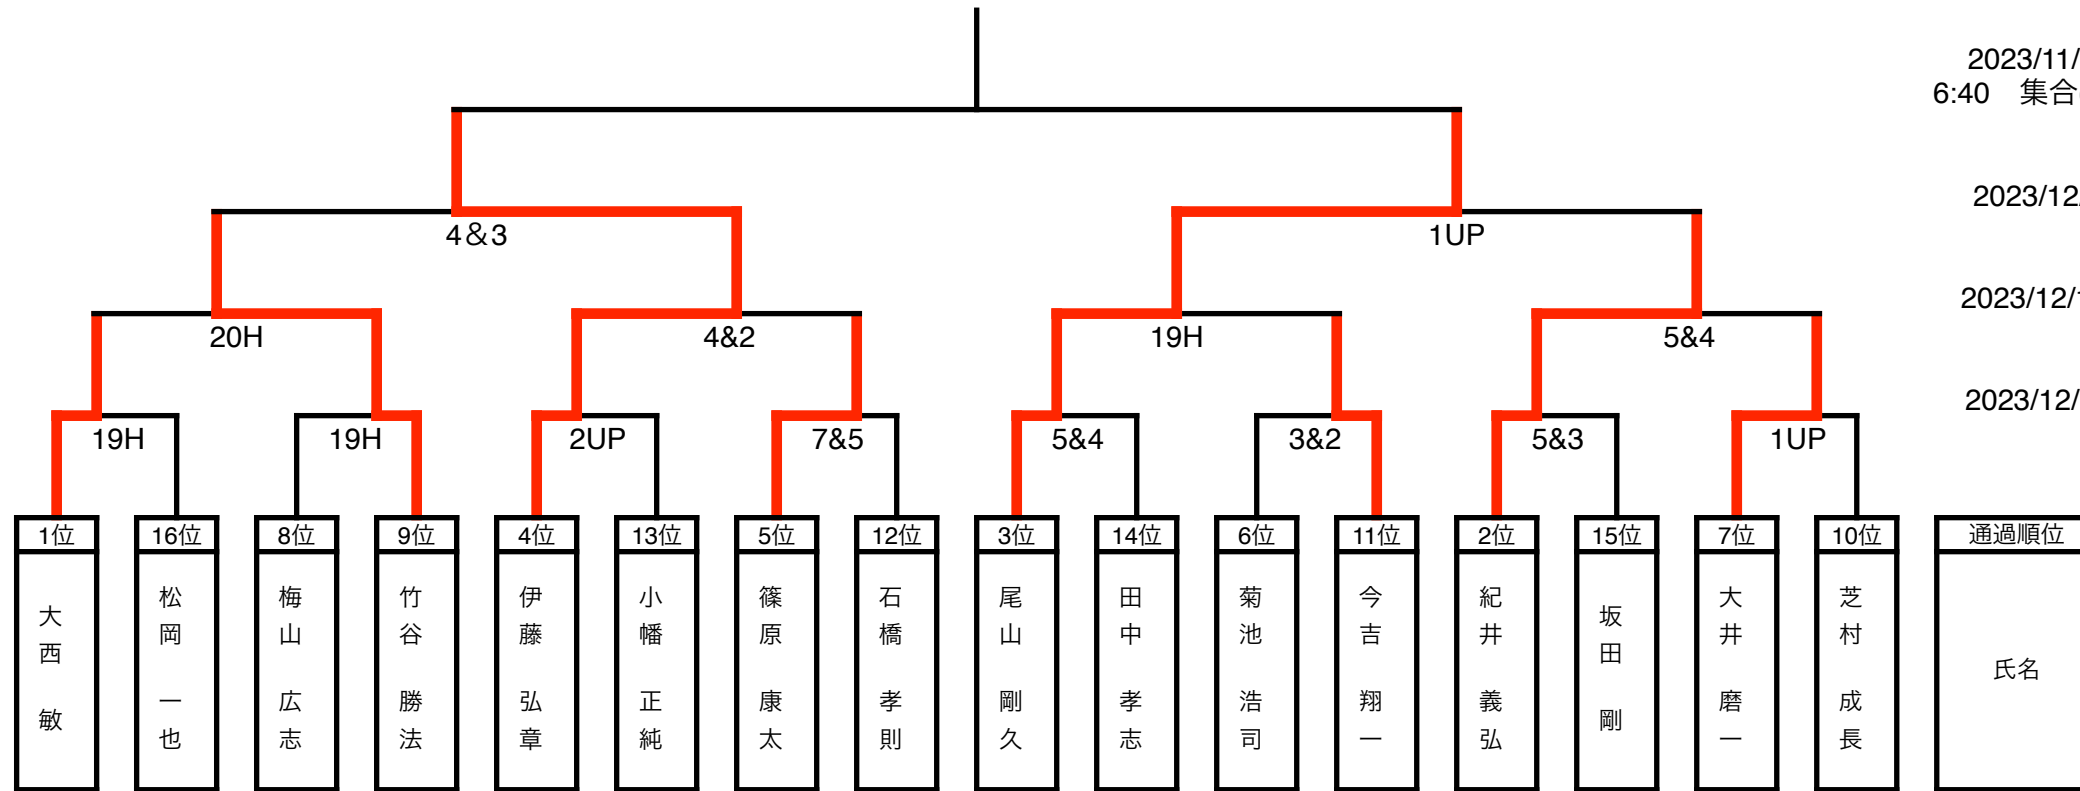 2023/11/
6:40　集合
2023/12/
4＆3
1UP
2023/12/1
20H
4&2
19H
5&4
2023/12/
19H
19H
2UP
7&5
5&4
3&2
5&3
1UP
1位 16位 8位 9位 4位 13位 5位 12位 3位 14位 6位 11位 2位 15位 7位 10位 通過順位
大西　敏
松岡　一也
梅山　広志
竹谷　勝法
伊藤　弘章
小幡　正純
篠原　康太
石橋　孝則
尾山　剛久
田中　孝志
菊池　浩司
今吉　翔一
紀井　義弘
坂田　剛
大井　磨一
芝村　成長
氏名